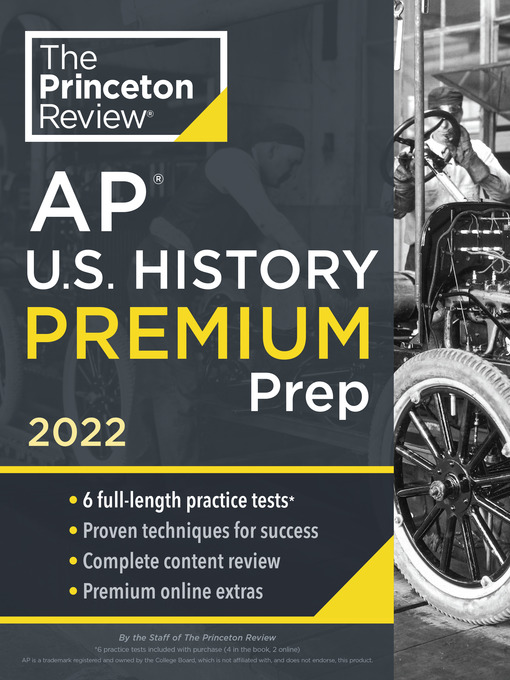 The
Princeton
Review®
AP®
U.S. HISTORY
PREMIUM
Prep
2022
• 6 full-length practice tests*
• Proven techniques for success
• Complete content review
• Premium online extras
By the Staff of The Princeton Review
*6 practice tests included with purchase (4 in the book, 2 online)
AP is a trademark registered and owned by the College Board, which is not affiliated with, and does not endorse, this product.